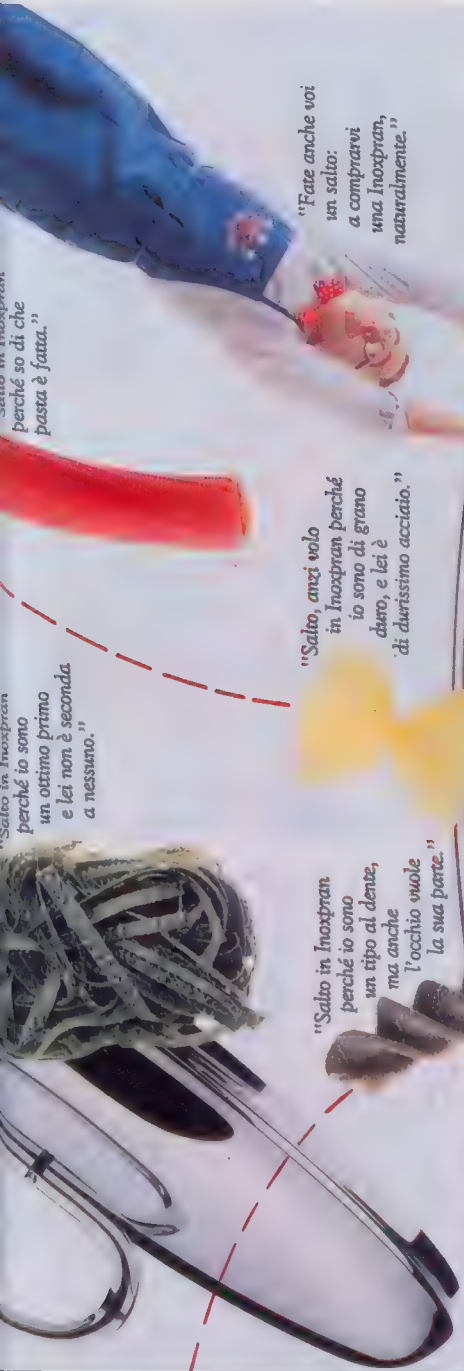 "Salto in Inoxpran
perché io sono
un ottimo primo
e lei non è seconda
a nessuno."
perché so di che
pasta è fatta."
"Salto in Inoxpran
perché io sono
un tipo al dente,
ma anche
l'occhio vuole
la sua parte."
"Salto, anzi volo
in Inoxpran perché
io sono di grano
duro, e lei è
di durissimo acciaio."
"Fate anche voi
un salto:
a comprarvi
una Inoxpran,
naturalmente."